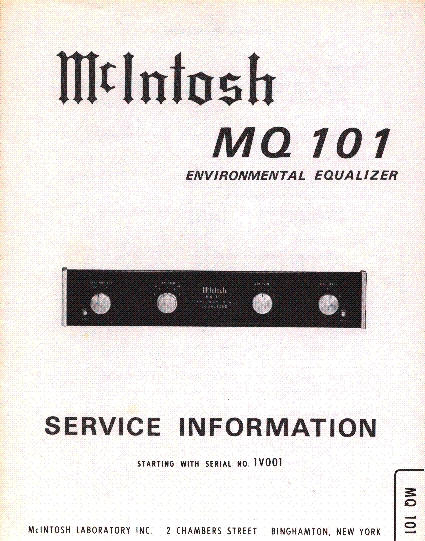 McIntosh
MQ 101
ENVIRONMENTAL EQUALIZER
McIntosh
SERVICE INFORMATION
STARTING WITH SERIAL NO. 1V001
MQ 101
McINTOSH LABORATORY INC. 2 CHAMBERS STREET BINGHAMTON, NEW YORK